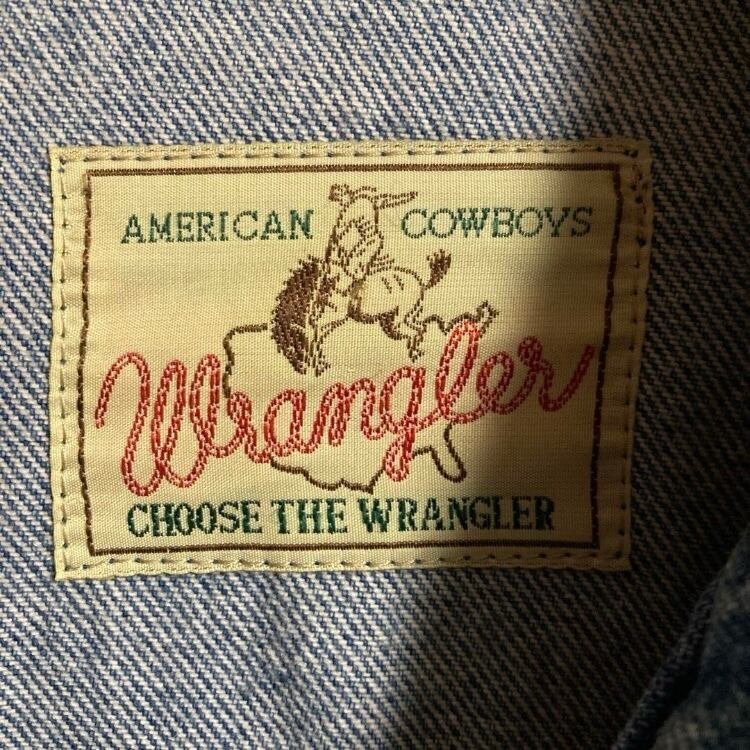 AMERICAN COWBOYS
Wrangler
CHOOSE THE WRANGLER